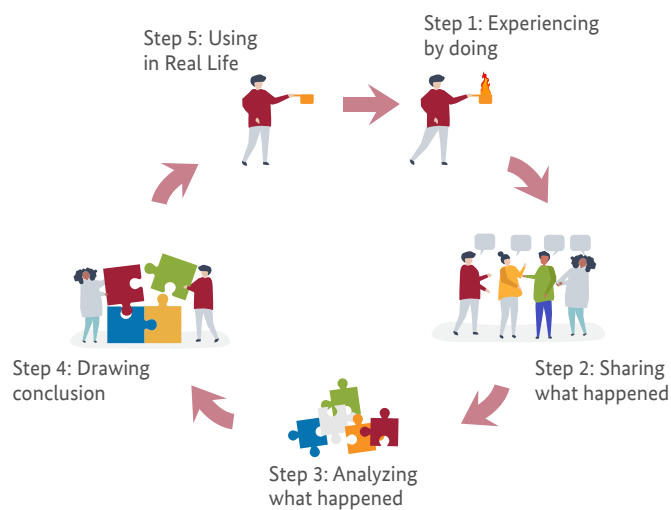 Step 5: Using
in Real Life
Step 1: Experiencing
by doing
Step 2: Sharing
what happened
Step 3: Analyzing
what happened
Step 4: Drawing
conclusion